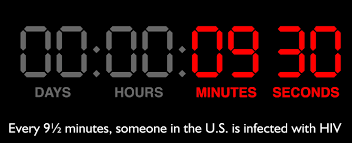 00:00:09 30
DAYS HOURS MINUTES SECONDS
Every 9½ minutes, someone in the U.S. is infected with HIV